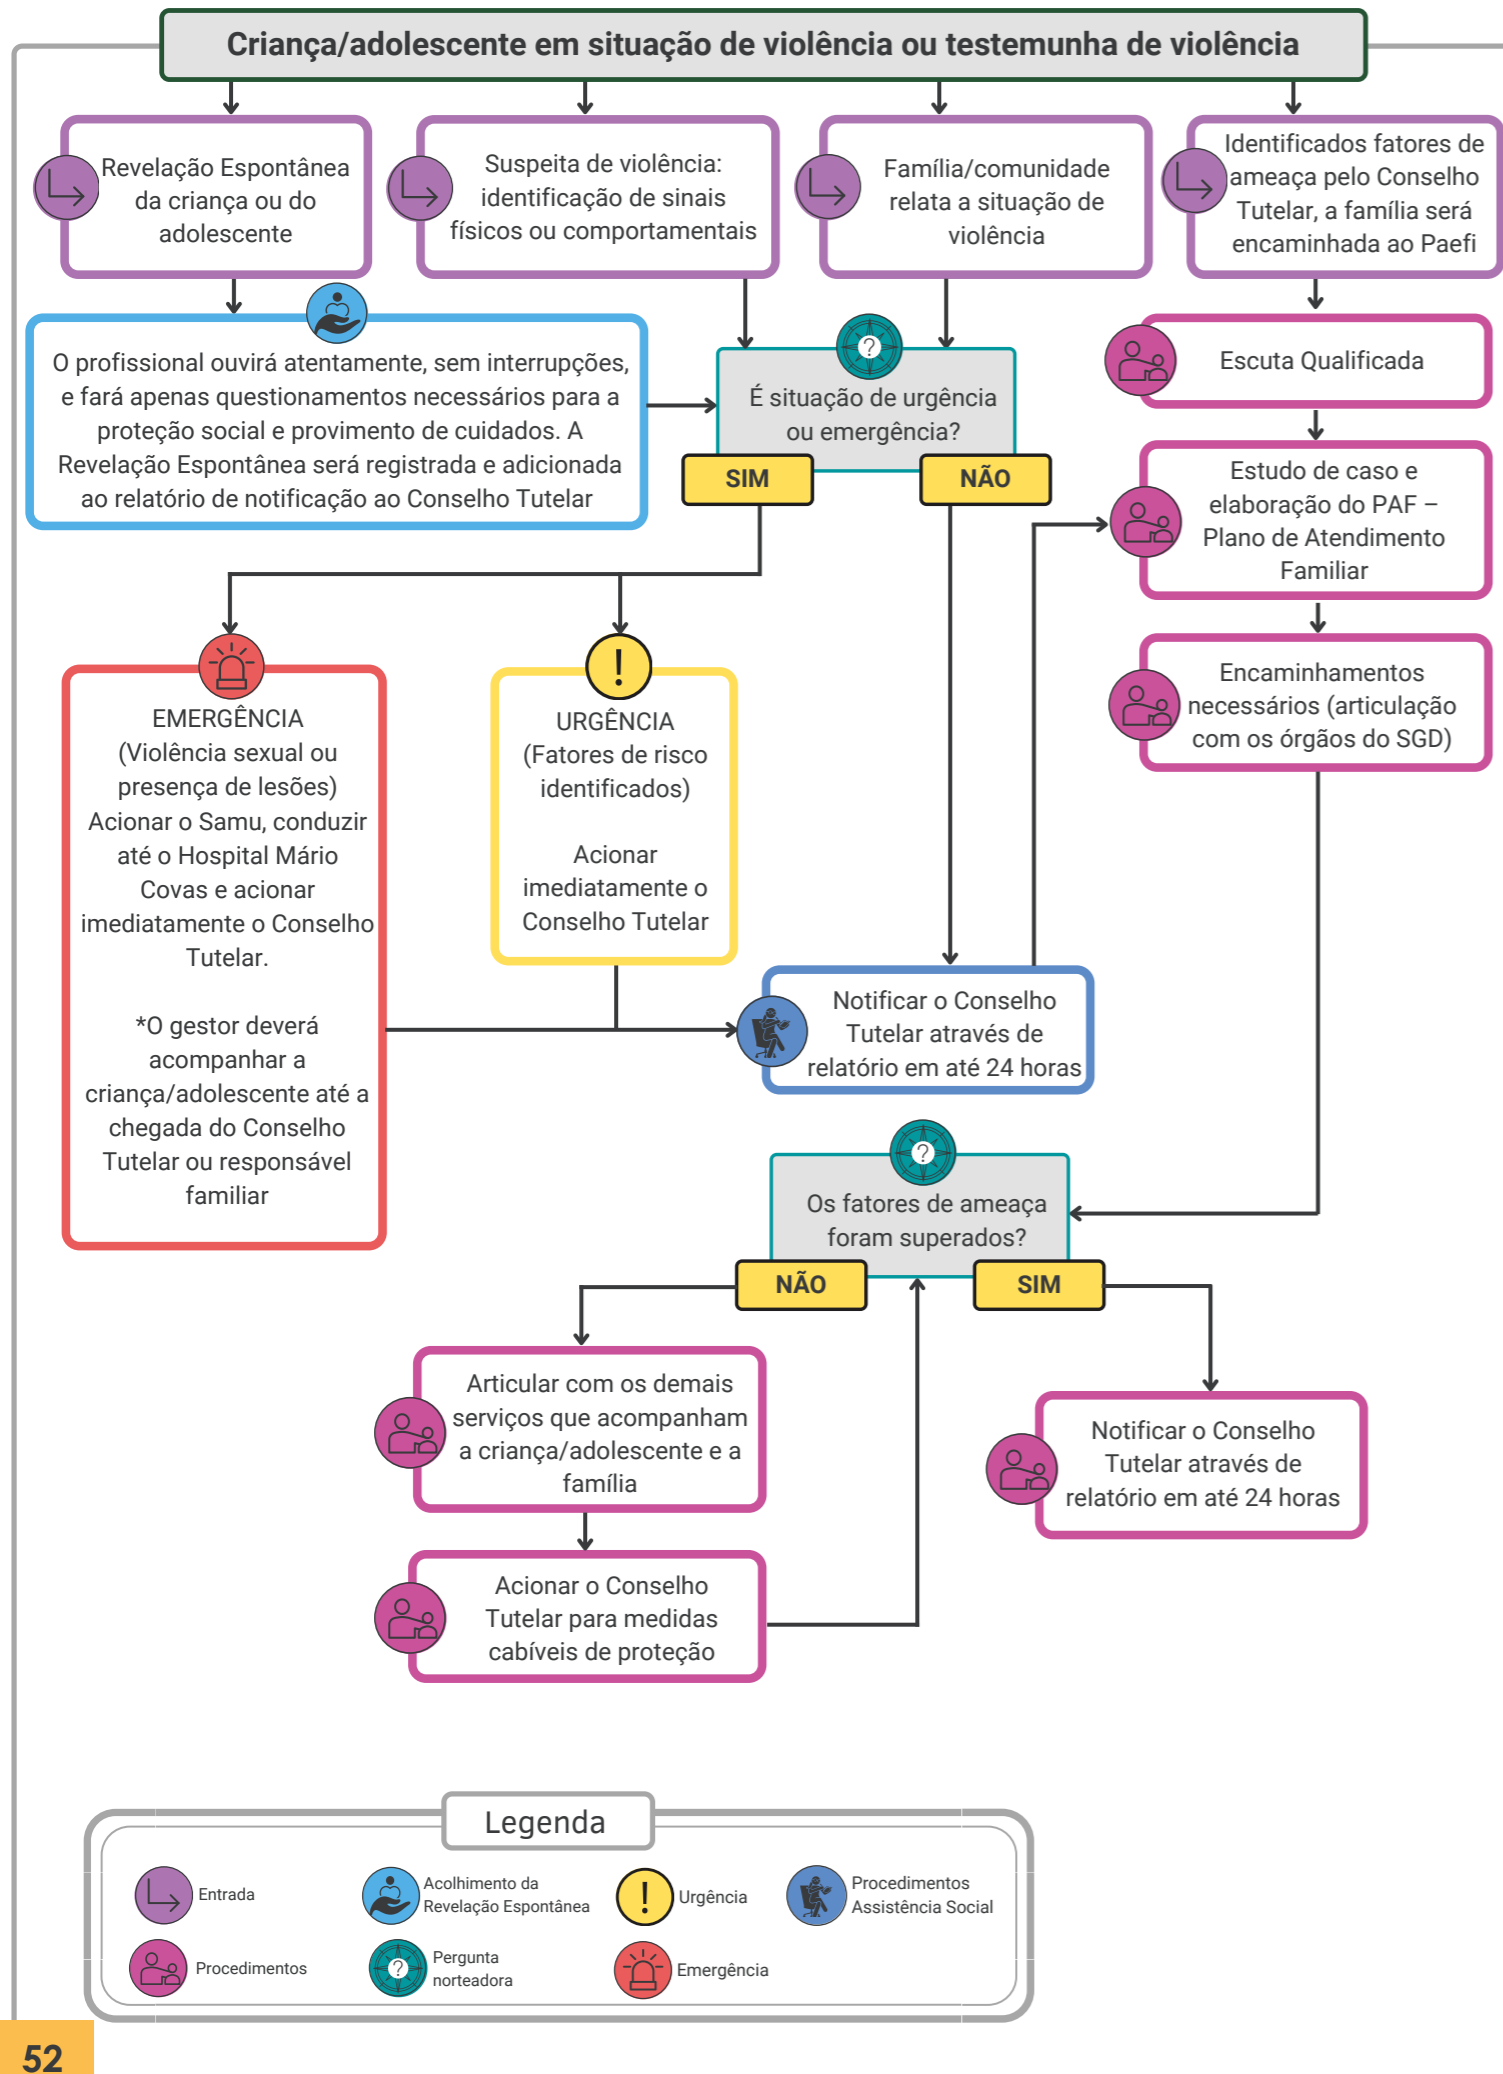 Criança/adolescente em situação de violência ou testemunha de violência
Revelação Espontânea
da criança ou do
adolescente
Suspeita de violência:
identificação de sinais
físicos ou comportamentais
Família/comunidade
relata a situação de
violência
Identificados fatores de
ameaça pelo Conselho
Tutelar, a família será
encaminhada ao Paefi
O profissional ouvirá atentamente, sem interrupções,
e fará apenas questionamentos necessários para a
proteção social e provimento de cuidados. A
Revelação Espontânea será registrada e adicionada
ao relatório de notificação ao Conselho Tutelar
?
É situação de urgência
ou emergência?
SIM
NÃO
Escuta Qualificada
Estudo de caso e
elaboração do PAF –
Plano de Atendimento
Familiar
Encaminhamentos
necessários (articulação
com os órgãos do SGD)
EMERGÊNCIA
(Violência sexual ou
presença de lesões)
Acionar o Samu, conduzir
até o Hospital Mário
Covas e acionar
imediatamente o Conselho
Tutelar.
*O gestor deverá
acompanhar a
criança/adolescente até a
chegada do Conselho
Tutelar ou responsável
familiar
!
URGÊNCIA
(Fatores de risco
identificados)
Acionar
imediatamente o
Conselho Tutelar
Notificar o Conselho
Tutelar através de
relatório em até 24 horas
?
Os fatores de ameaça
foram superados?
NÃO
SIM
Articular com os demais
serviços que acompanham
a criança/adolescente e a
família
Notificar o Conselho
Tutelar através de
relatório em até 24 horas
Acionar o Conselho
Tutelar para medidas
cabíveis de proteção
Legenda
Entrada
Acolhimento da
Revelação Espontânea
!
Urgência
Procedimentos
Assistência Social
Procedimentos
?
Pergunta
norteadora
Emergência
52